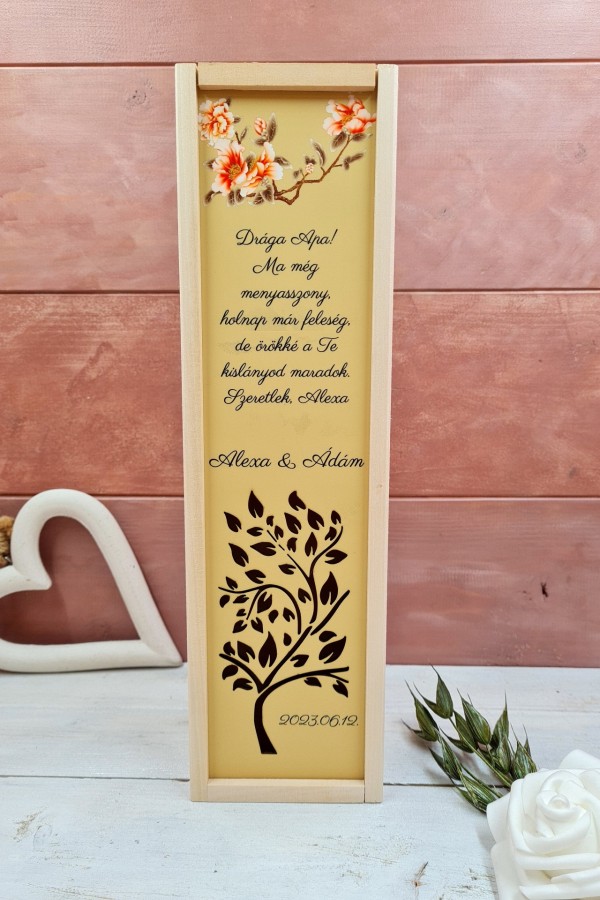 Drága Apa!
Ma még
menyasszony,
holnap már feleség,
de örökké a Te
kislányod maradok.
Szeretlek, Alexa
Alexa & Ádám
2023.06.12.